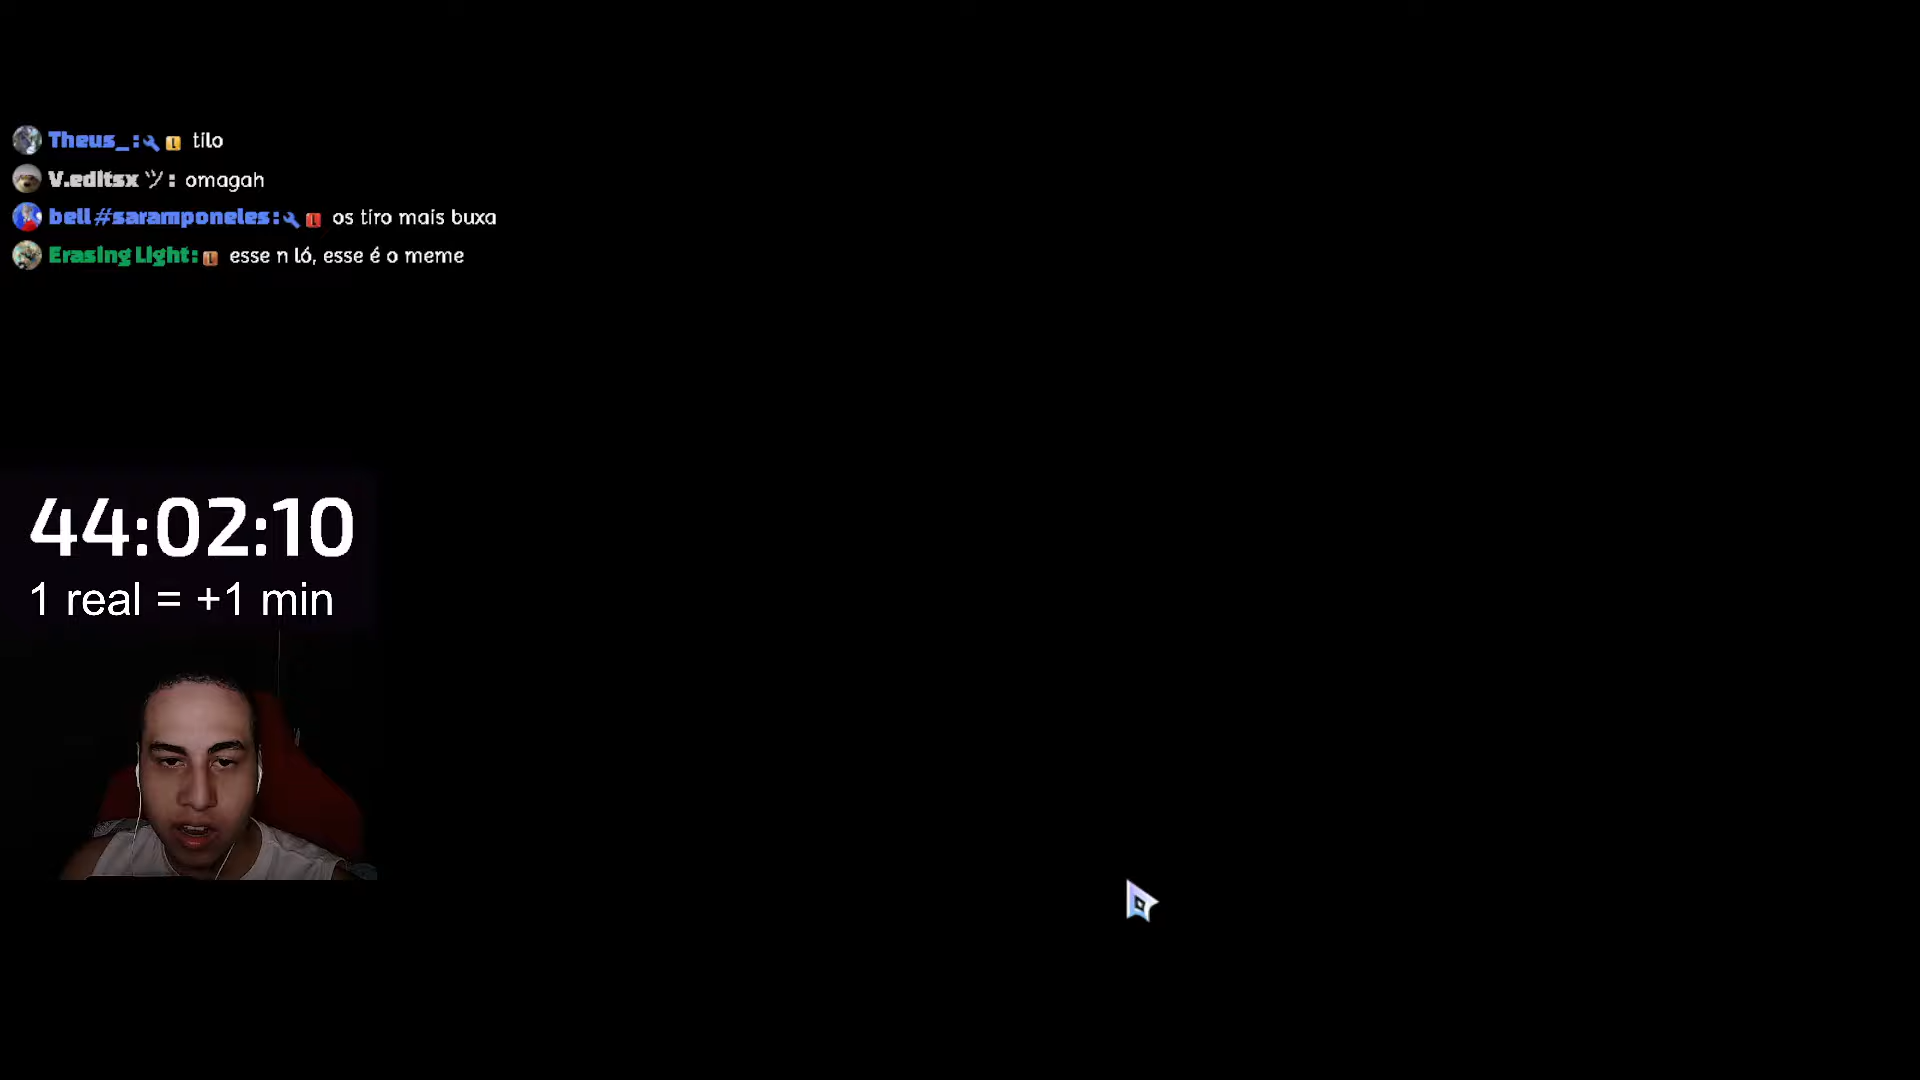 Theus_: tilo
V.editsx ツ: omagah
bell #saramponeles: os tiro mais buxa
Erasing Light: esse n ló, esse é o meme
44:02:10
1 real = +1 min